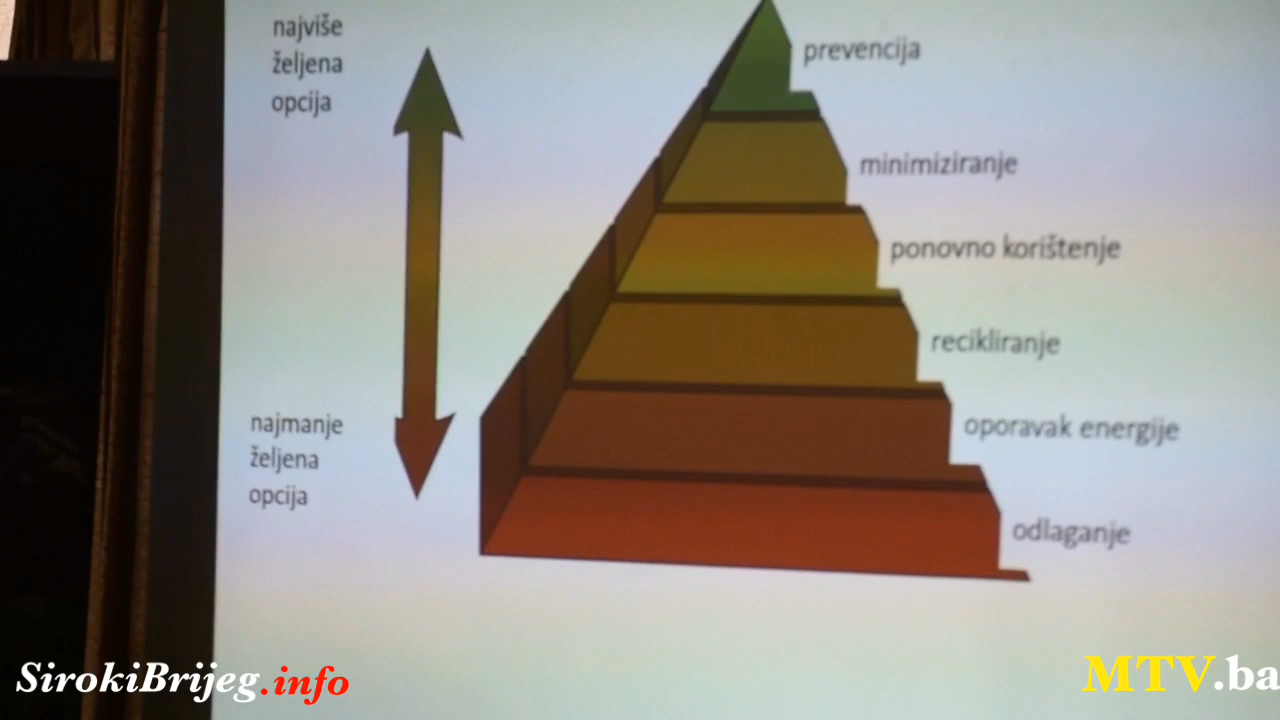 najviše
željena
opcija
prevencija
minimiziranje
ponovno korištenje
recikliranje
najmanje
željena
opcija
oporavak energije
odlaganje
SirokiBrijeg.info
MTV.ba